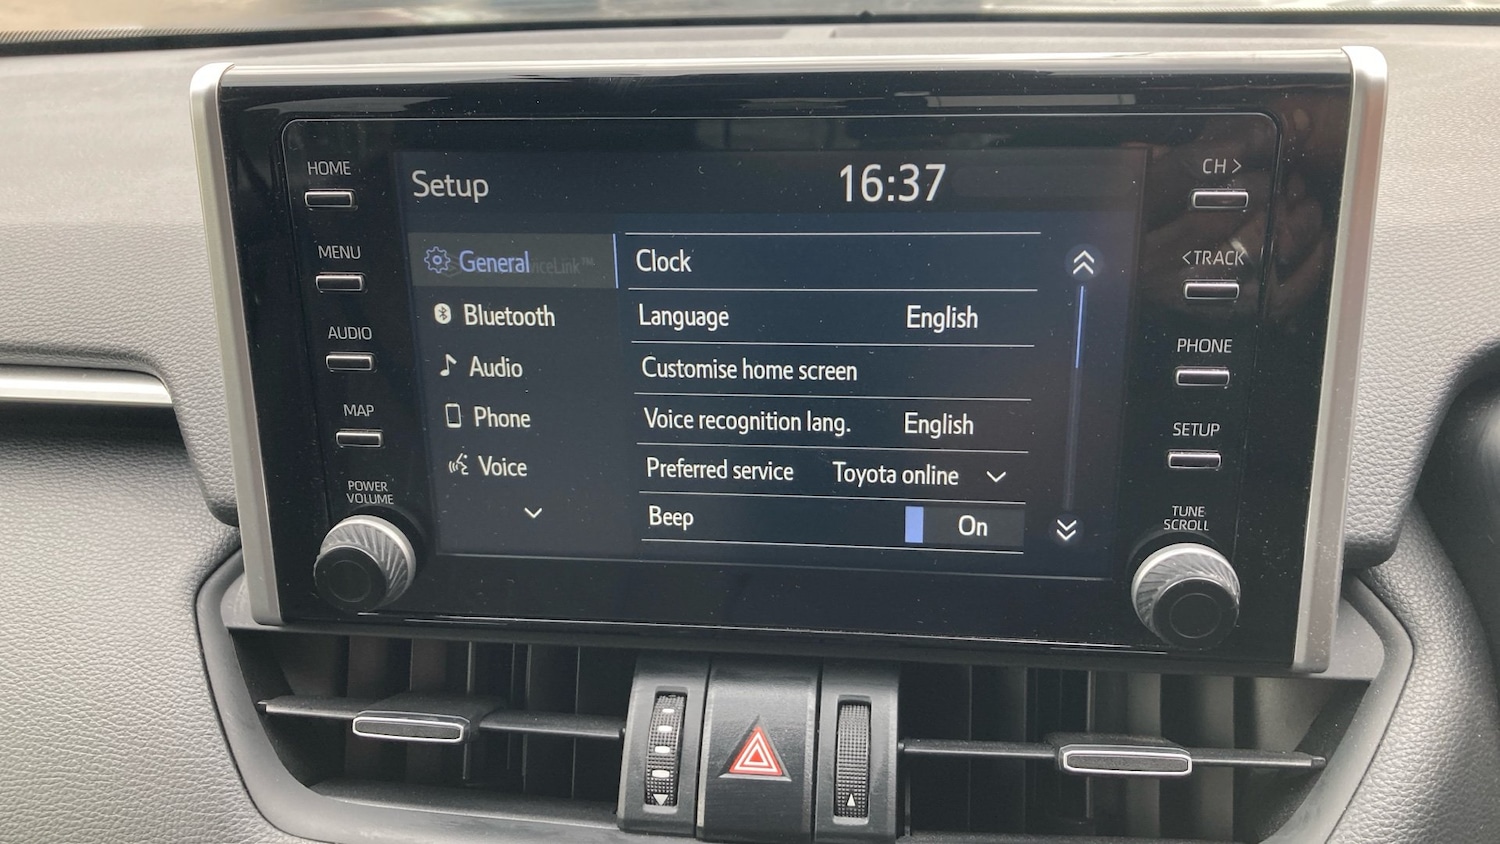 HOME
MENU
AUDIO
MAP
POWER
VOLUME
Setup
16:37
General
Bluetooth
Audio
Phone
Voice
Clock
Language English
Customise home screen
Voice recognition lang. English
Preferred service Toyota online
Beep On
CH >
< TRACK
PHONE
SETUP
TUNE
SCROLL